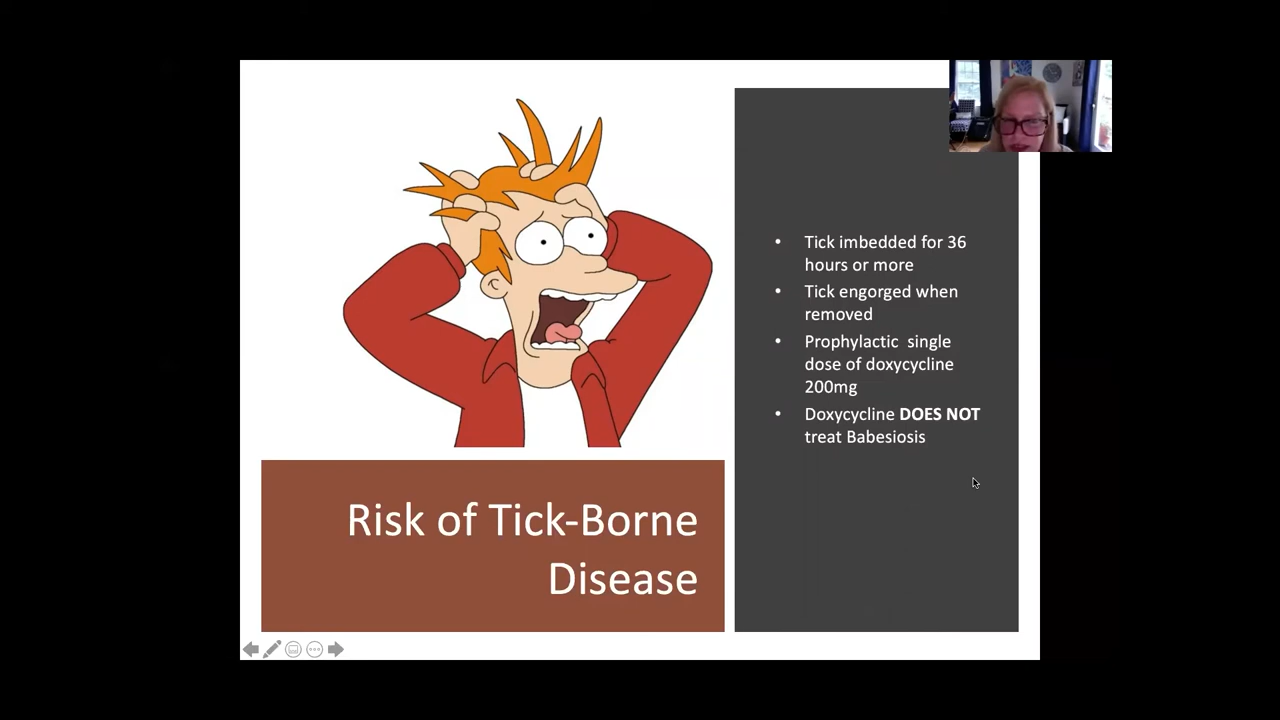 Tick imbedded for 36
hours or more
Tick engorged when
removed
Prophylactic  single
dose of doxycycline
200mg
Doxycycline DOES NOT
treat Babesiosis
Risk of Tick-Borne
Disease